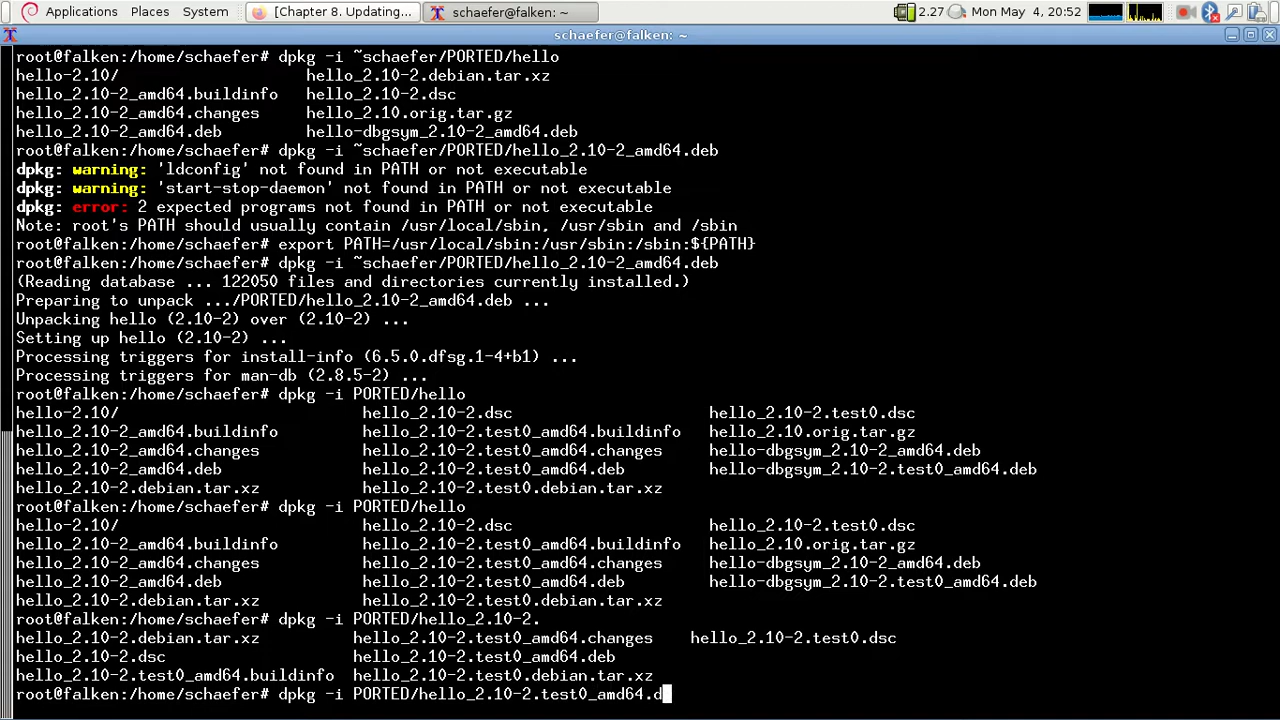 Applications Places System [Chapter 8. Updating... schaefer@falken: ~ 2.27 Mon May 4, 20:52
schaefer@falken: ~
root@falken:/home/schaefer# dpkg -i ~schaefer/PORTED/hello
hello-2.10/ hello_2.10-2.debian.tar.xz
hello_2.10-2_amd64.buildinfo hello_2.10-2.dsc
hello_2.10-2_amd64.changes hello_2.10.orig.tar.gz
hello_2.10-2_amd64.deb hello-dbgsym_2.10-2_amd64.deb
root@falken:/home/schaefer# dpkg -i ~schaefer/PORTED/hello_2.10-2_amd64.deb
dpkg: warning: 'ldconfig' not found in PATH or not executable
dpkg: warning: 'start-stop-daemon' not found in PATH or not executable
dpkg: error: 2 expected programs not found in PATH or not executable
Note: root's PATH should usually contain /usr/local/sbin, /usr/sbin and /sbin
root@falken:/home/schaefer# export PATH=/usr/local/sbin:/usr/sbin:/sbin:${PATH}
root@falken:/home/schaefer# dpkg -i ~schaefer/PORTED/hello_2.10-2_amd64.deb
(Reading database ... 122050 files and directories currently installed.)
Preparing to unpack .../PORTED/hello_2.10-2_amd64.deb ...
Unpacking hello (2.10-2) over (2.10-2) ...
Setting up hello (2.10-2) ...
Processing triggers for install-info (6.5.0.dfsg.1-4+b1) ...
Processing triggers for man-db (2.8.5-2) ...
root@falken:/home/schaefer# dpkg -i PORTED/hello
hello-2.10/ hello_2.10-2.dsc hello_2.10-2.test0.dsc
hello_2.10-2_amd64.buildinfo hello_2.10-2.test0_amd64.buildinfo hello_2.10.orig.tar.gz
hello_2.10-2_amd64.changes hello_2.10-2.test0_amd64.changes hello-dbgsym_2.10-2_amd64.deb
hello_2.10-2_amd64.deb hello_2.10-2.test0_amd64.deb hello-dbgsym_2.10-2.test0_amd64.deb
hello_2.10-2.debian.tar.xz hello_2.10-2.test0.debian.tar.xz
root@falken:/home/schaefer# dpkg -i PORTED/hello
hello-2.10/ hello_2.10-2.dsc hello_2.10-2.test0.dsc
hello_2.10-2_amd64.buildinfo hello_2.10-2.test0_amd64.buildinfo hello_2.10.orig.tar.gz
hello_2.10-2_amd64.changes hello_2.10-2.test0_amd64.changes hello-dbgsym_2.10-2_amd64.deb
hello_2.10-2_amd64.deb hello_2.10-2.test0_amd64.deb hello-dbgsym_2.10-2.test0_amd64.deb
hello_2.10-2.debian.tar.xz hello_2.10-2.test0.debian.tar.xz
root@falken:/home/schaefer# dpkg -i PORTED/hello_2.10-2.
hello_2.10-2.debian.tar.xz hello_2.10-2.test0_amd64.changes hello_2.10-2.test0.dsc
hello_2.10-2.dsc hello_2.10-2.test0_amd64.deb
hello_2.10-2.test0_amd64.buildinfo hello_2.10-2.test0.debian.tar.xz
root@falken:/home/schaefer# dpkg -i PORTED/hello_2.10-2.test0_amd64.d